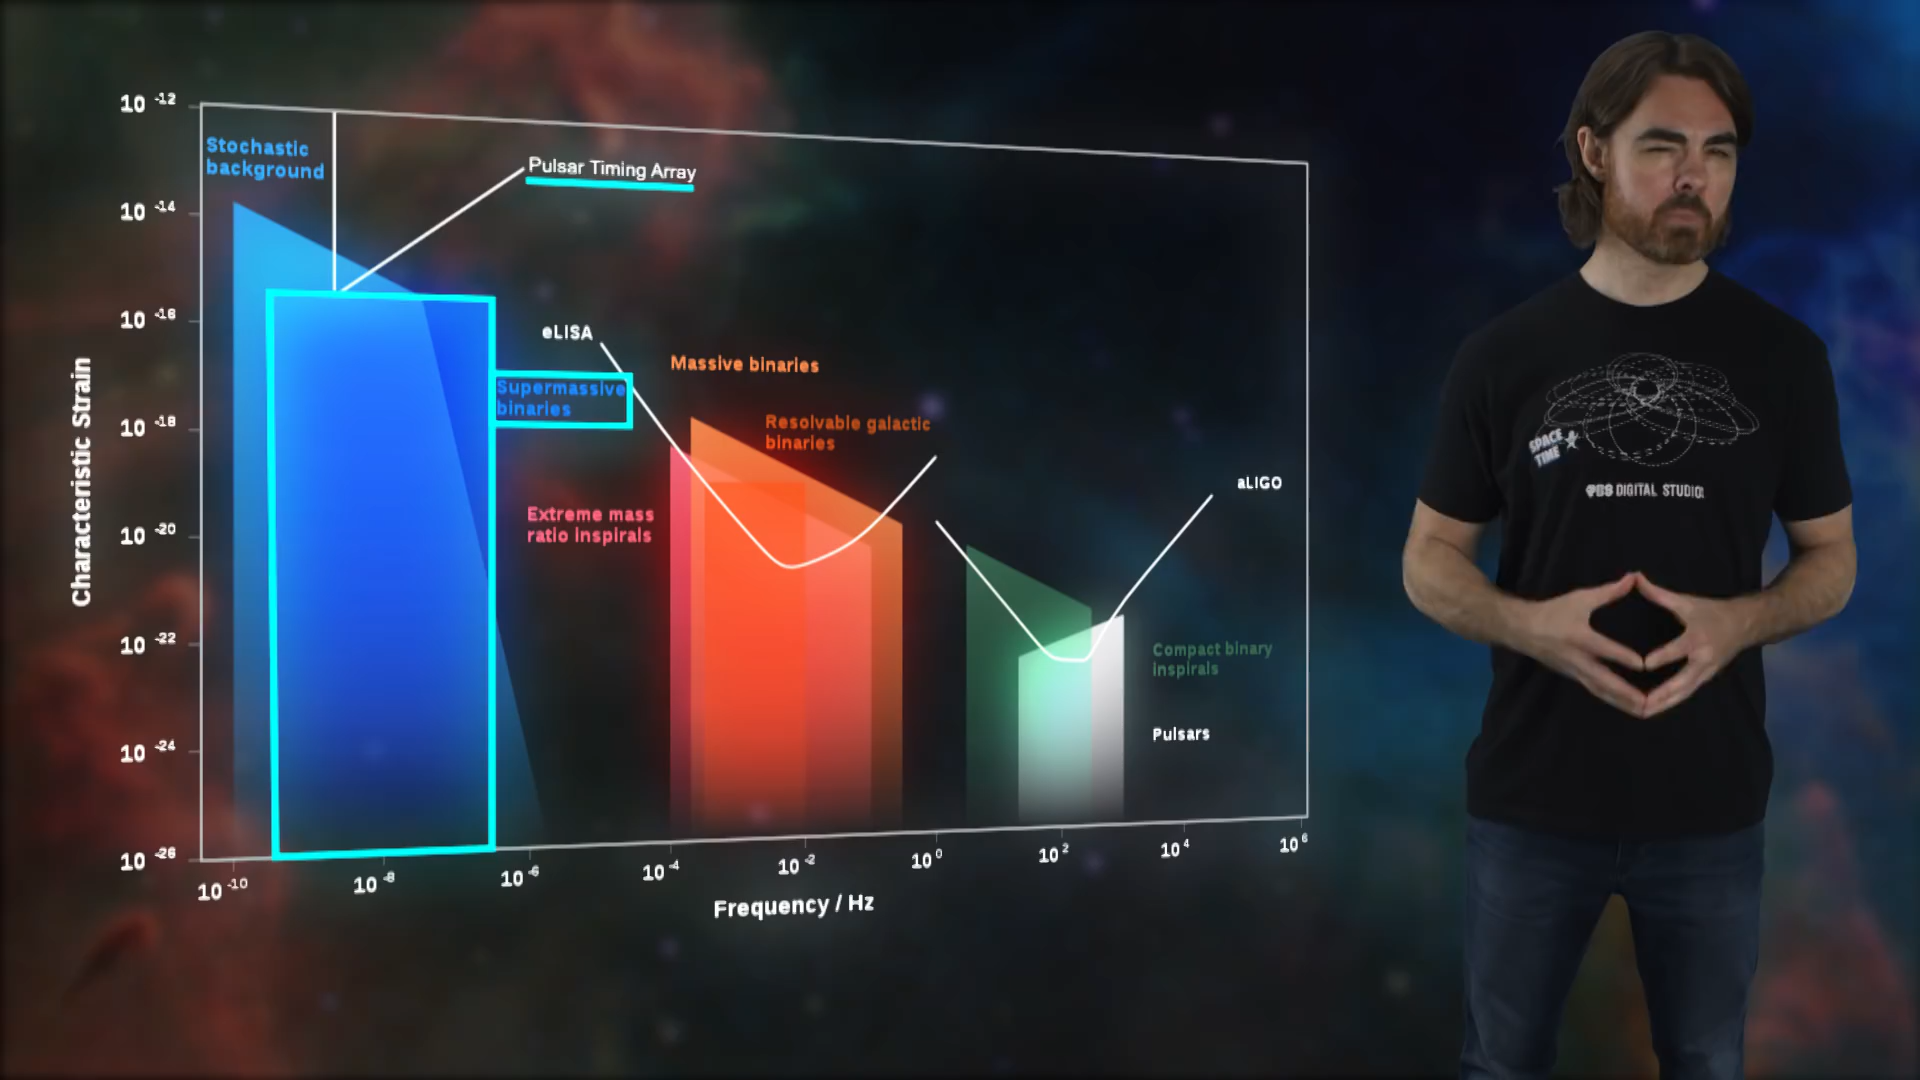 10 -12
10 -14
10 -16
10 -18
10 -20
10 -22
10 -24
10 -26
Characteristic Strain
Stochastic
background
Pulsar Timing Array
eLISA
Supermassive
binaries
Massive binaries
Resolvable galactic
binaries
Extreme mass
ratio inspirals
aLIGO
Compact binary
inspirals
Pulsars
10 -10
10 -8
10 -6
10 -4
10 -2
10 0
10 2
10 4
10 6
Frequency / Hz
SPACE
TIME
PBS DIGITAL STUDIOS